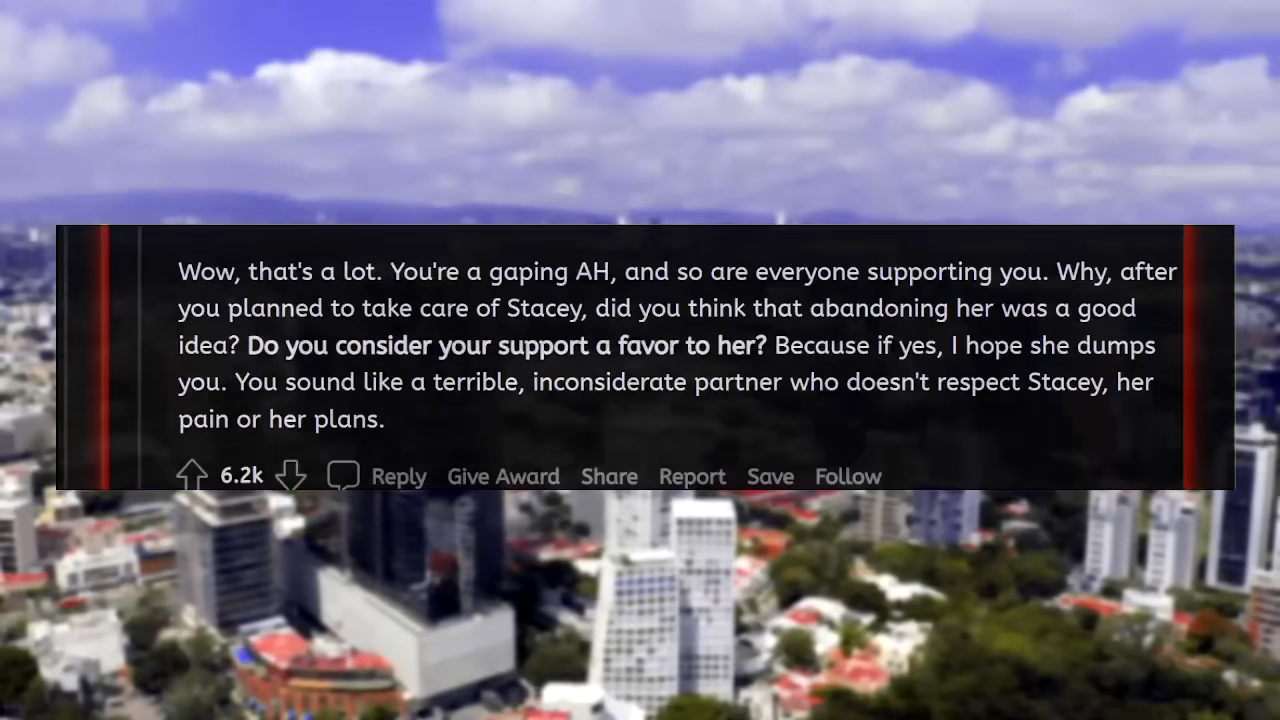 Wow, that's a lot. You're a gaping AH, and so are everyone supporting you. Why, after
you planned to take care of Stacey, did you think that abandoning her was a good
idea? Do you consider your support a favor to her? Because if yes, I hope she dumps
you. You sound like a terrible, inconsiderate partner who doesn't respect Stacey, her
pain or her plans.
6.2k Reply Give Award Share Report Save Follow